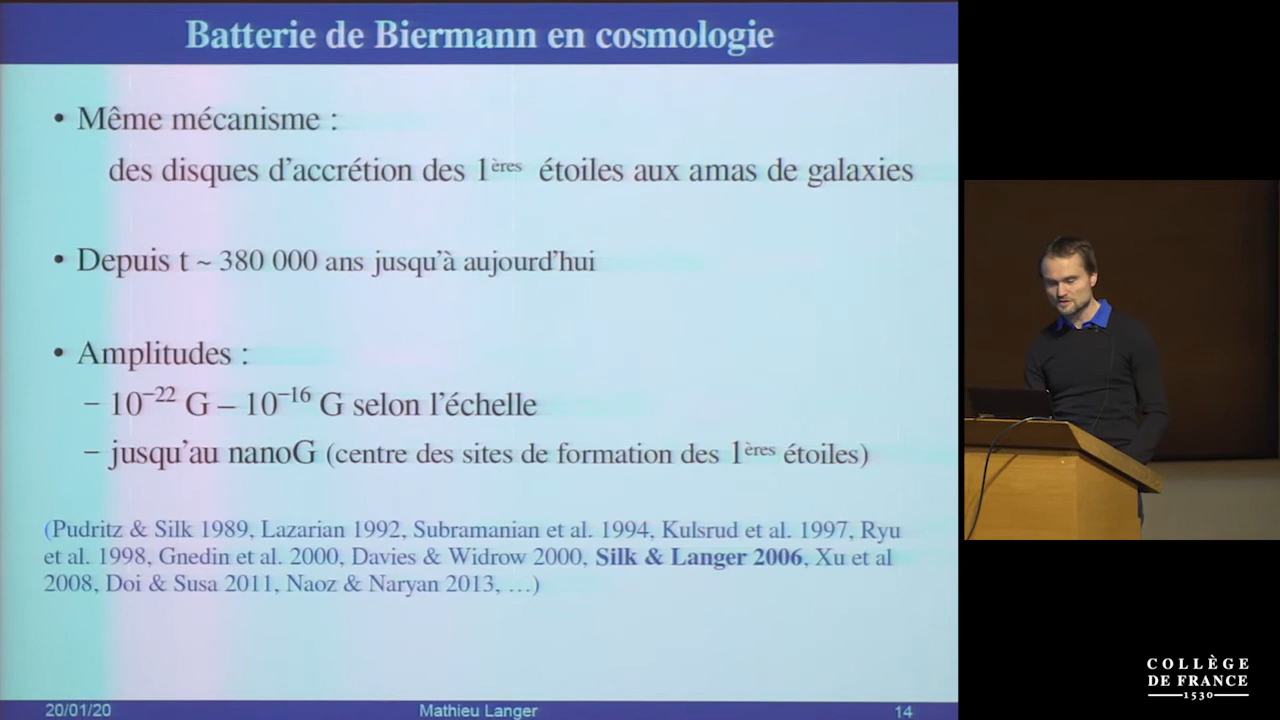 Batterie de Biermann en cosmologie
• Même mécanisme :
des disques d'accrétion des 1ères étoiles aux amas de galaxies
• Depuis t ~ 380 000 ans jusqu'à aujourd'hui
• Amplitudes :
– 10⁻²² G – 10⁻¹⁶ G selon l'échelle
– jusqu'au nanoG (centre des sites de formation des 1ères étoiles)
(Pudritz & Silk 1989, Lazarian 1992, Subramanian et al. 1994, Kulsrud et al. 1997, Ryu
et al. 1998, Gnedin et al. 2000, Davies & Widrow 2000, Silk & Langer 2006, Xu et al
2008, Doi & Susa 2011, Naoz & Naryan 2013, …)
20/01/20 Mathieu Langer 14
COLLÈGE
DE FRANCE
1530